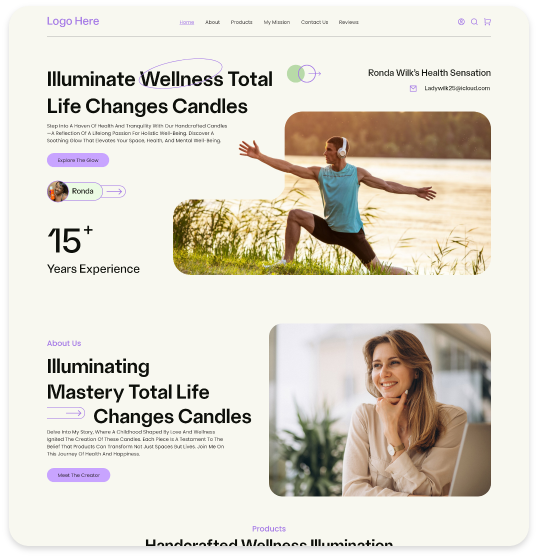 Logo Here
Home About Products My Mission Contact Us Reviews
Illuminate Wellness Total
Life Changes Candles
Ronda Wilk's Health Sensation
Ladywilk25@icloud.com
Step Into A Haven Of Health And Tranquility With Our Handcrafted Candles
—A Reflection Of A Lifelong Passion For Holistic Well-Being. Discover A
Soothing Glow That Elevates Your Space, Health, And Mental Well-Being.
Explore The Glow
Ronda
15+
Years Experience
About Us
Illuminating
Mastery Total Life
Changes Candles
Delve Into My Story, Where A Childhood Shaped By Love And Wellness
Ignited The Creation Of These Candles. Each Piece Is A Testament To The
Belief That Products Can Transform Not Just Spaces But Lives. Join Me On
This Journey Of Health And Happiness.
Meet The Creator
Products
Handcrafted Wellness Illumination